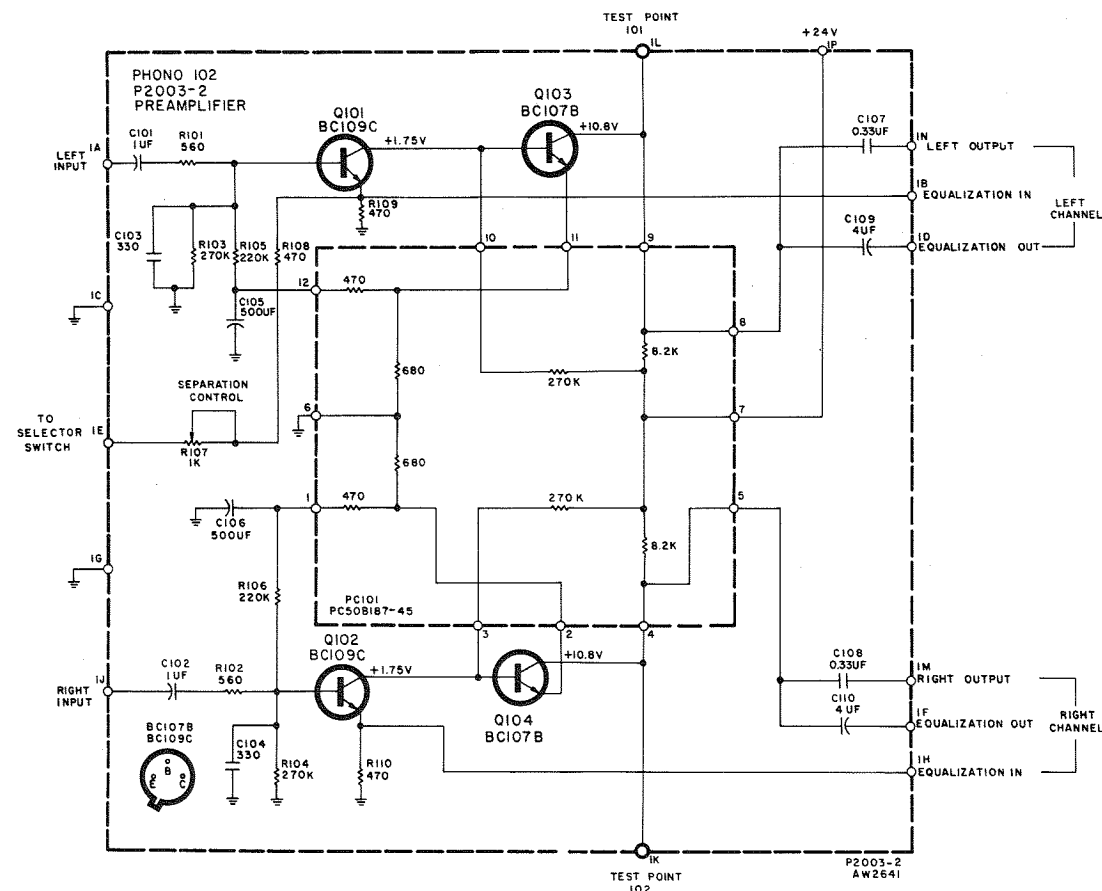 TEST POINT
101
1L
+24V
1P
PHONO 102
P2003-2
PREAMPLIFIER
Q101
BC109C
Q103
BC107B
+1.75V
+10.8V
C107
0.33UF
1N
LEFT OUTPUT
C101
1UF
R101
560
1A
LEFT
INPUT
1B
EQUALIZATION IN
LEFT
CHANNEL
R109
470
C109
4UF
1D
EQUALIZATION OUT
C103
330
R103
270K
R105
220K
R108
470
10
11
9
12
470
1C
C105
500UF
8
8.2K
680
270K
SEPARATION
CONTROL
6
7
TO
SELECTOR
SWITCH
1E
R107
1K
680
1
470
270K
5
C106
500UF
8.2K
1G
R106
220K
PC101
PC50B187-45
3
2
4
Q102
BC109C
+1.75V
+10.8V
C108
0.33UF
1M
RIGHT OUTPUT
1J
RIGHT
INPUT
C102
1UF
R102
560
C110
4UF
1F
EQUALIZATION OUT
RIGHT
CHANNEL
Q104
BC107B
BC107B
BC109C
B
E
C
C104
330
R104
270K
R110
470
1H
EQUALIZATION IN
1K
TEST POINT
102
P2003-2
AW2641